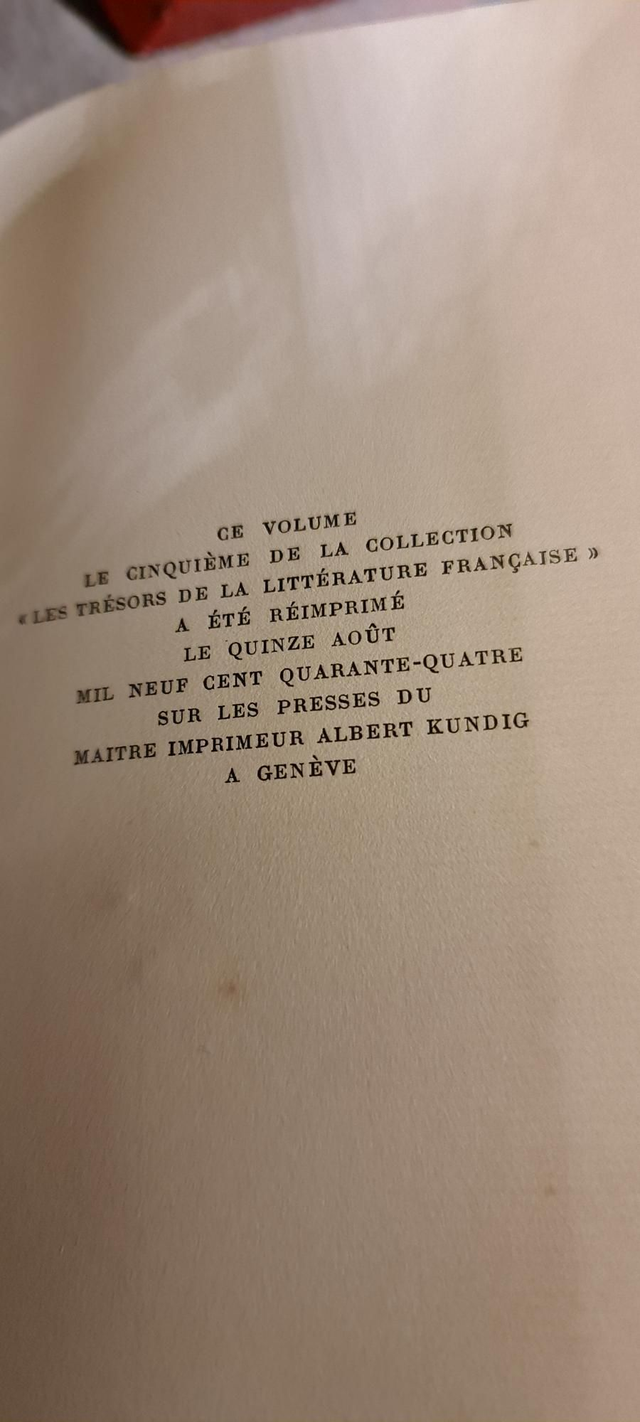 CE VOLUME
LE CINQUIÈME DE LA COLLECTION
« LES TRÉSORS DE LA LITTÉRATURE FRANÇAISE »
A ÉTÉ RÉIMPRIMÉ
LE QUINZE AOÛT
MIL NEUF CENT QUARANTE-QUATRE
SUR LES PRESSES DU
MAITRE IMPRIMEUR ALBERT KUNDIG
A GENÈVE